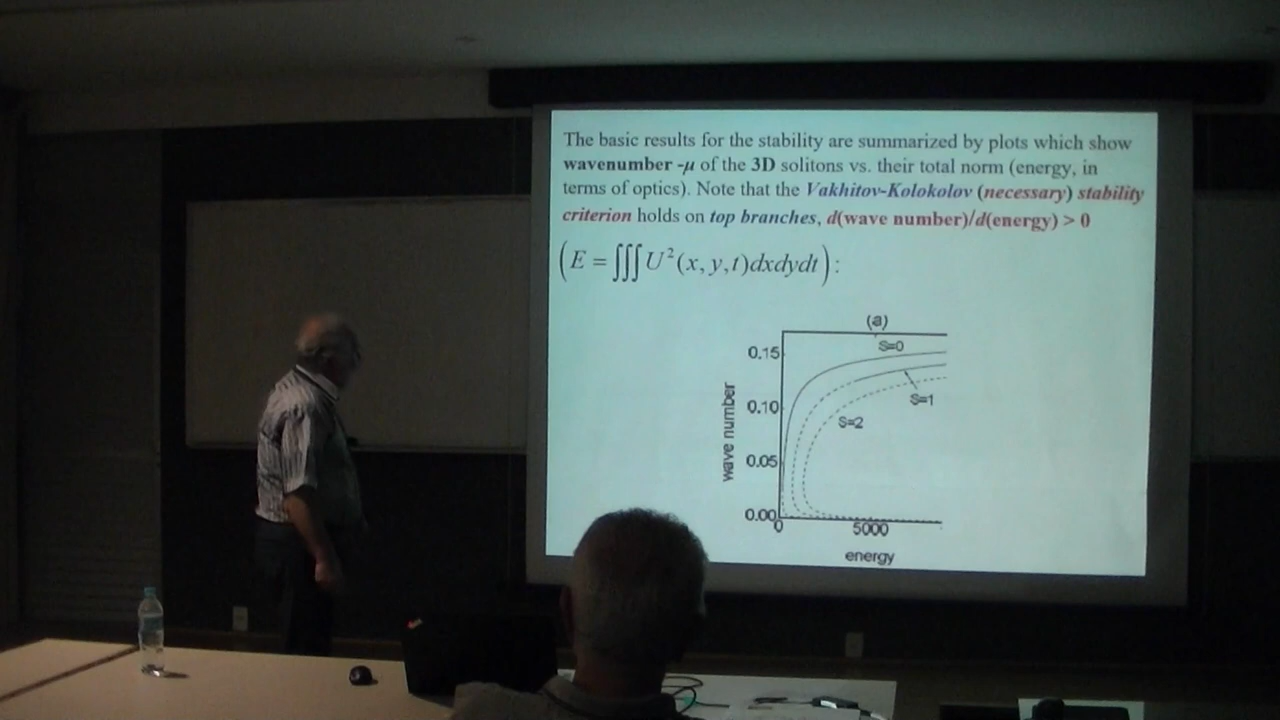 The basic results for the stability are summarized by plots which show
wavenumber -μ of the 3D solitons vs. their total norm (energy, in
terms of optics). Note that the Vakhitov-Kolokolov (necessary) stability
criterion holds on top branches, d(wave number)/d(energy) > 0
(E = ∭ U²(x, y,t)dxdydt):
(a)
S=0
0.15
S=1
0.10
S=2
wave number
0.05
0.00
0
5000
energy